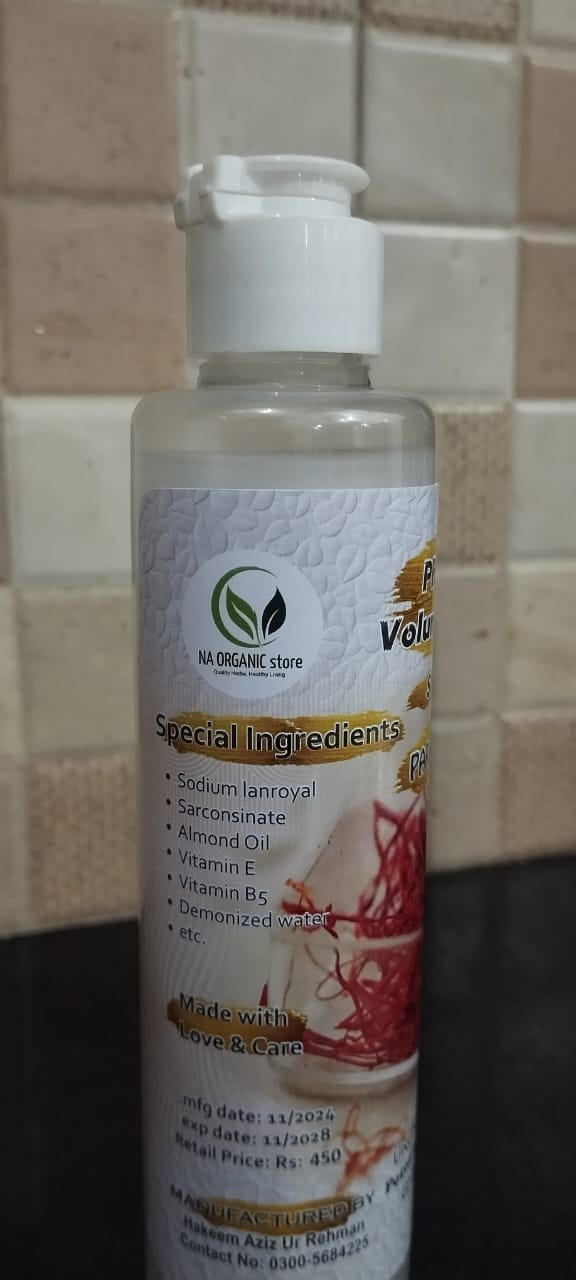 NA ORGANIC store
Quality Herbs, Healthy Living
Volu
Special Ingredients
• Sodium lanroyal
• Sarconsinate
• Almond Oil
• Vitamin E
• Vitamin B5
• Demonized water
• etc.
Made with
Love & Care
mfg date: 11/2024
exp date: 11/2028
Retail Price: Rs: 450
MANUFACTURED BY
Hakeem Aziz Ur Rehman
Contact No: 0300-5684225